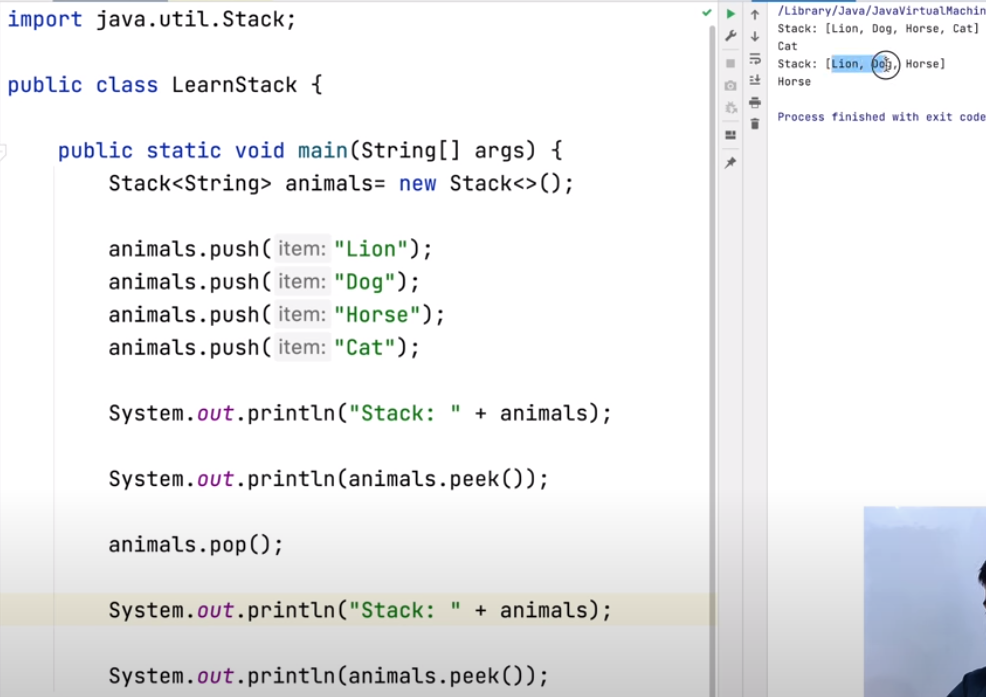 import java.util.Stack;
public class LearnStack {
public static void main(String[] args) {
Stack<String> animals= new Stack<>();
animals.push( item: "Lion");
animals.push( item: "Dog");
animals.push( item: "Horse");
animals.push( item: "Cat");
System.out.println("Stack: " + animals);
System.out.println(animals.peek());
animals.pop();
System.out.println("Stack: " + animals);
System.out.println(animals.peek());
/Library/Java/JavaVirtualMachin
Stack: [Lion, Dog, Horse, Cat]
Cat
Stack: [Lion, Dog, Horse]
Horse
Process finished with exit code